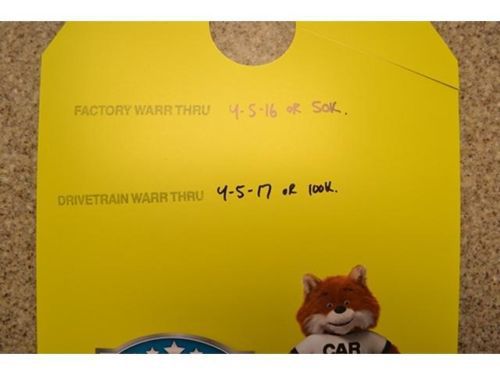 FACTORY WARR THRU 4-5-16 OR 50K.
DRIVETRAIN WARR THRU 4-5-17 OR 100K.
CAR